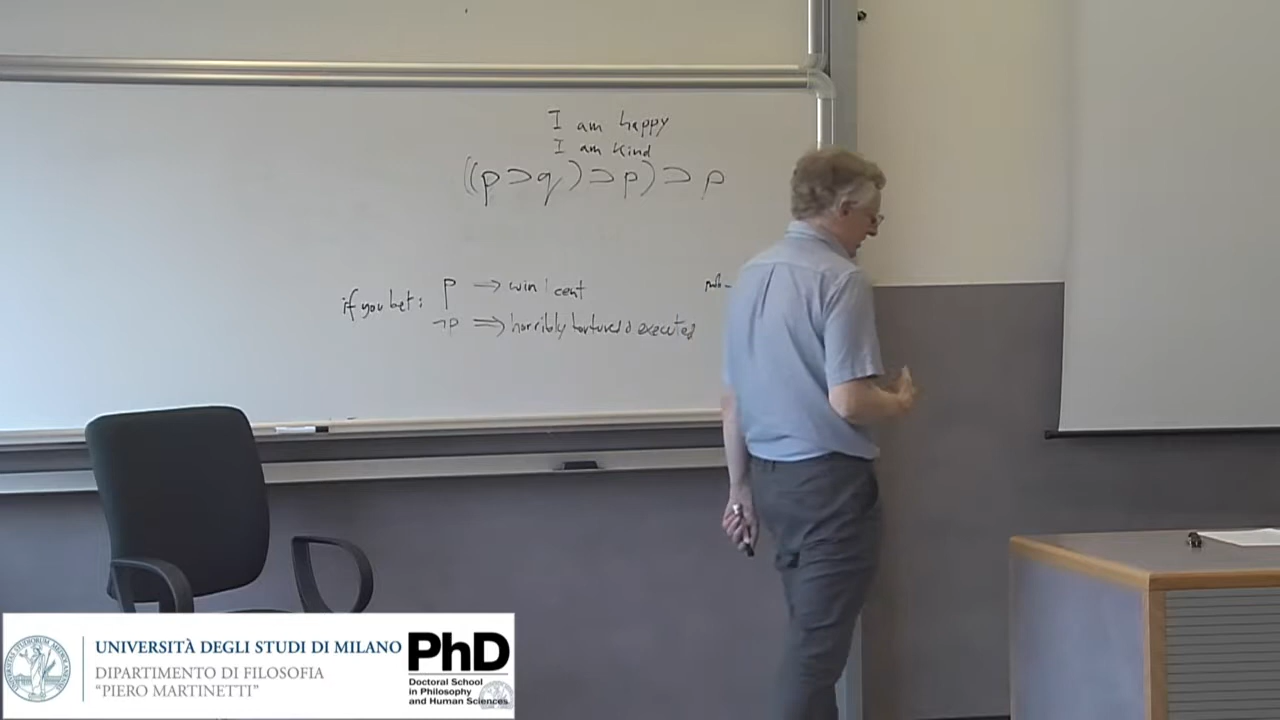 I am happy
I am kind
((p⊃q)⊃p)⊃p
if you bet: p → win 1 cent
¬p ⇒ horribly tortured & executed
UNIVERSITÀ DEGLI STUDI DI MILANO
DIPARTIMENTO DI FILOSOFIA
"PIERO MARTINETTI"
PhD
Doctoral School
in Philosophy
and Human Sciences